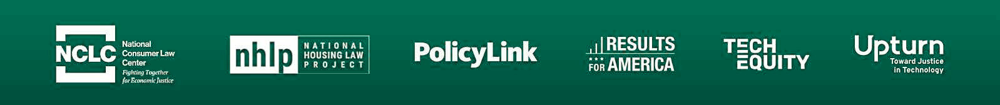 NCLC
National
Consumer Law
Center
Fighting Together
for Economic Justice
nhlp
NATIONAL
HOUSING LAW
PROJECT
PolicyLink
RESULTS
FOR AMERICA
TECH
EQUITY
Upturn
Toward Justice
in Technology